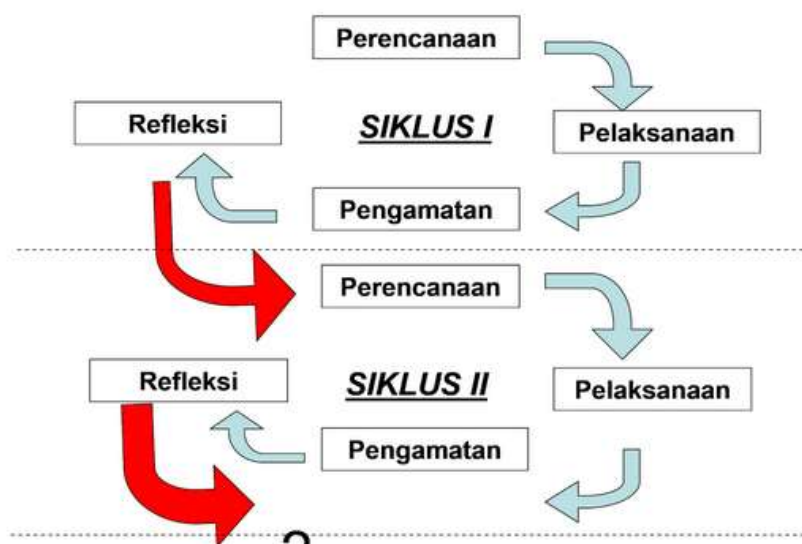 Perencanaan
Refleksi
SIKLUS I
Pelaksanaan
Pengamatan
Perencanaan
Refleksi
SIKLUS II
Pelaksanaan
Pengamatan